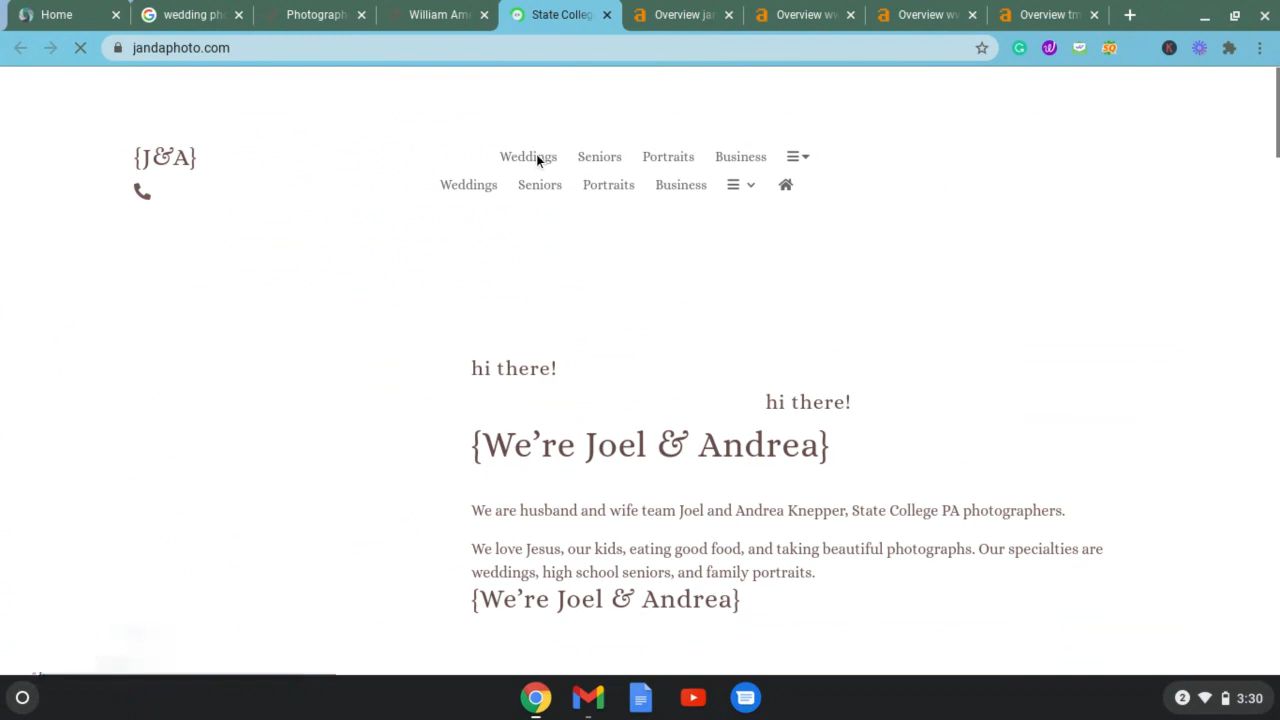 Home
wedding ph
Photograph
William Am
State Colleg
Overview ja
Overview wv
Overview wv
Overview tm
jandaphoto.com
{J&A}
Weddings Seniors Portraits Business
Weddings Seniors Portraits Business
hi there!
hi there!
{We’re Joel & Andrea}
We are husband and wife team Joel and Andrea Knepper, State College PA photographers.
We love Jesus, our kids, eating good food, and taking beautiful photographs. Our specialties are
weddings, high school seniors, and family portraits.
{We’re Joel & Andrea}
2 3:30